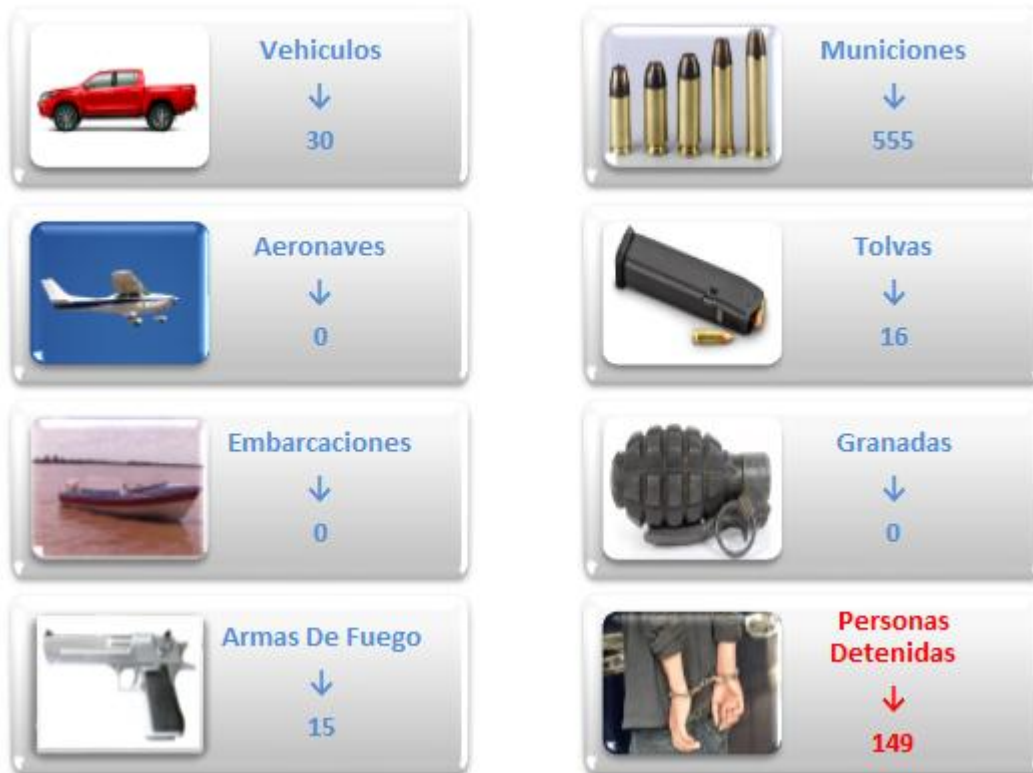 Vehiculos
↓
30
Municiones
↓
555
Aeronaves
↓
0
Tolvas
↓
16
Embarcaciones
↓
0
Granadas
↓
0
Armas De Fuego
↓
15
Personas
Detenidas
↓
149